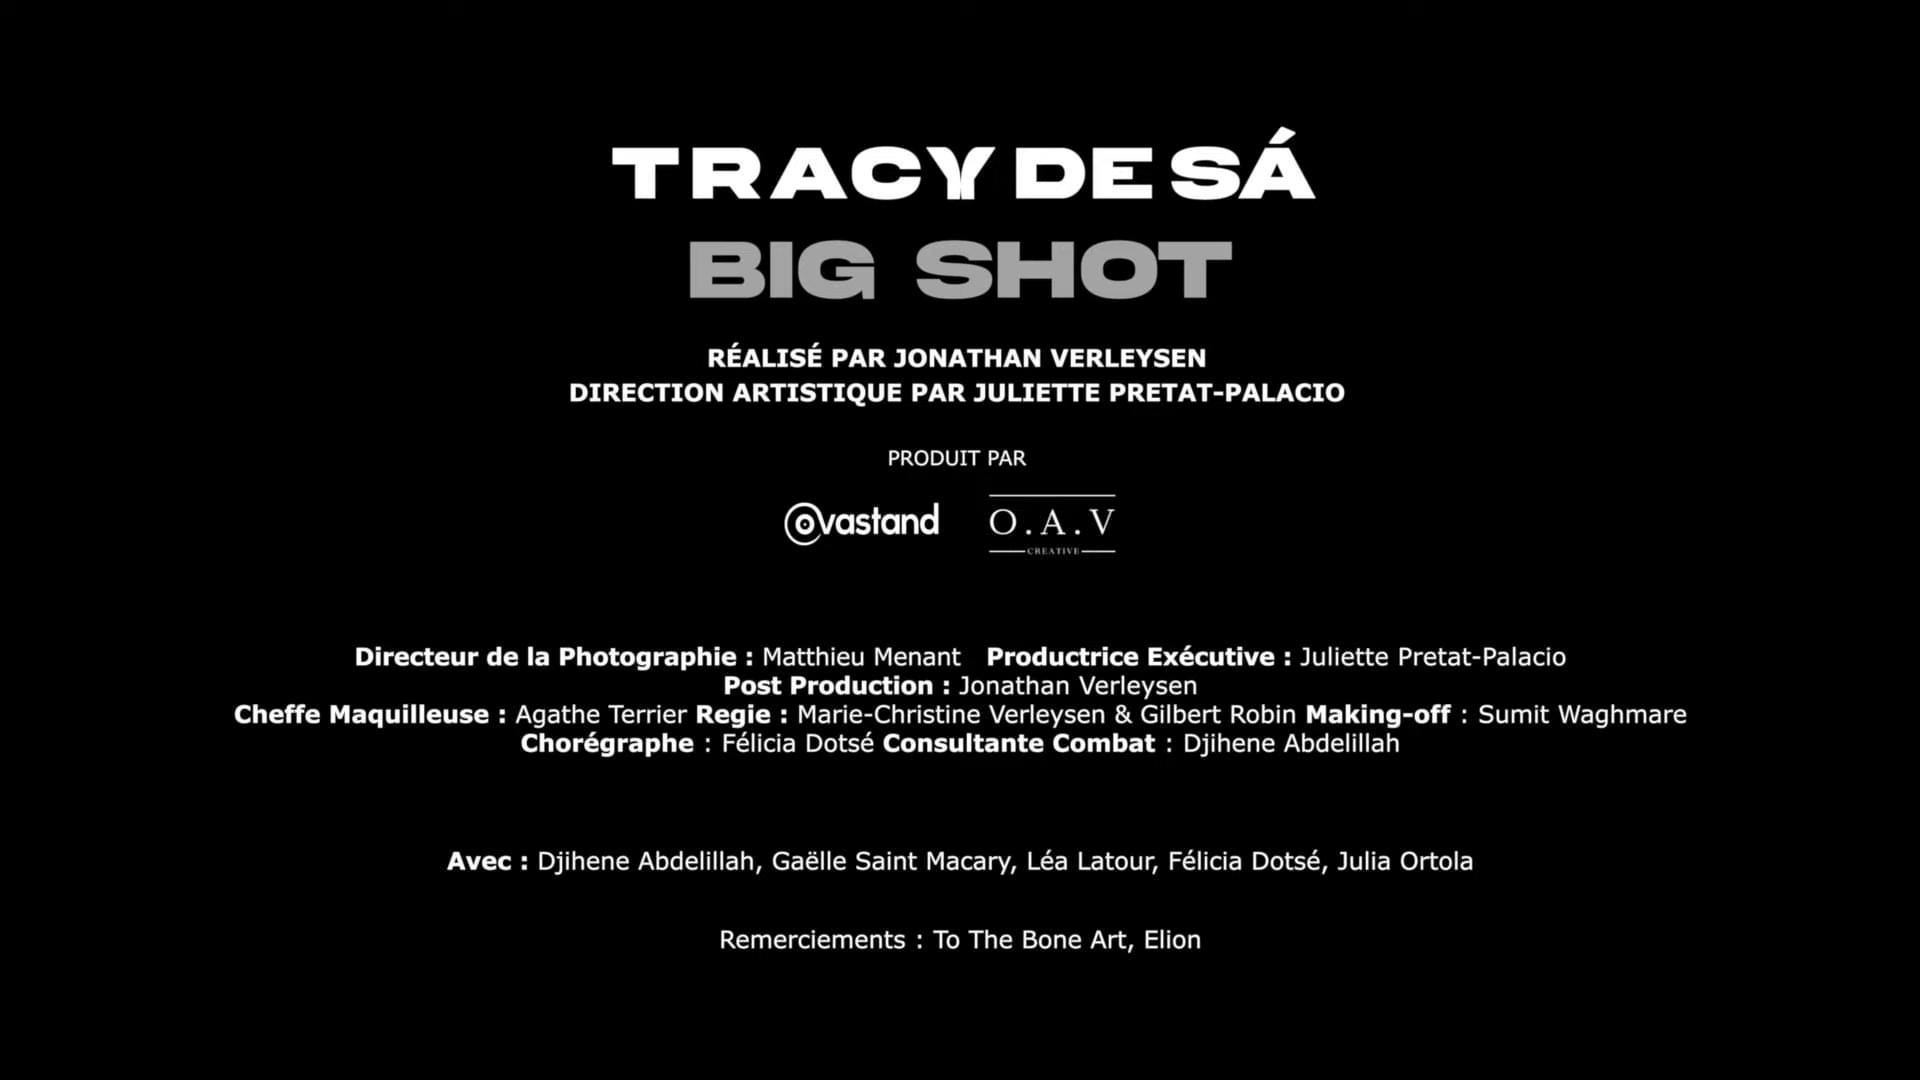 TRACY DE SÁ
BIG SHOT
RÉALISÉ PAR JONATHAN VERLEYSEN
DIRECTION ARTISTIQUE PAR JULIETTE PRETAT-PALACIO
PRODUIT PAR
Ovastand
O.A.V
CREATIVE
Directeur de la Photographie : Matthieu Menant Productrice Exécutive : Juliette Pretat-Palacio
Post Production : Jonathan Verleysen
Cheffe Maquilleuse : Agathe Terrier Regie : Marie-Christine Verleysen & Gilbert Robin Making-off : Sumit Waghmare
Chorégraphe : Félicia Dotsé Consultante Combat : Djihene Abdelillah
Avec : Djihene Abdelillah, Gaëlle Saint Macary, Léa Latour, Félicia Dotsé, Julia Ortola
Remerciements : To The Bone Art, Elion